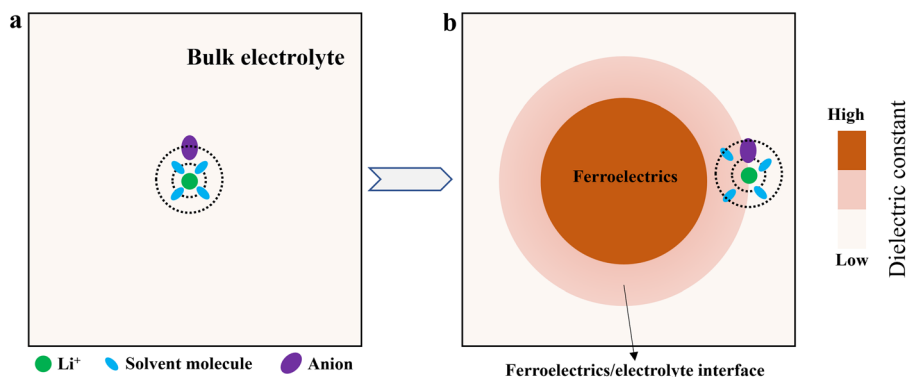 a
Bulk electrolyte
b
Ferroelectrics
High
Low
Dielectric constant
Li⁺ Solvent molecule Anion
Ferroelectrics/electrolyte interface